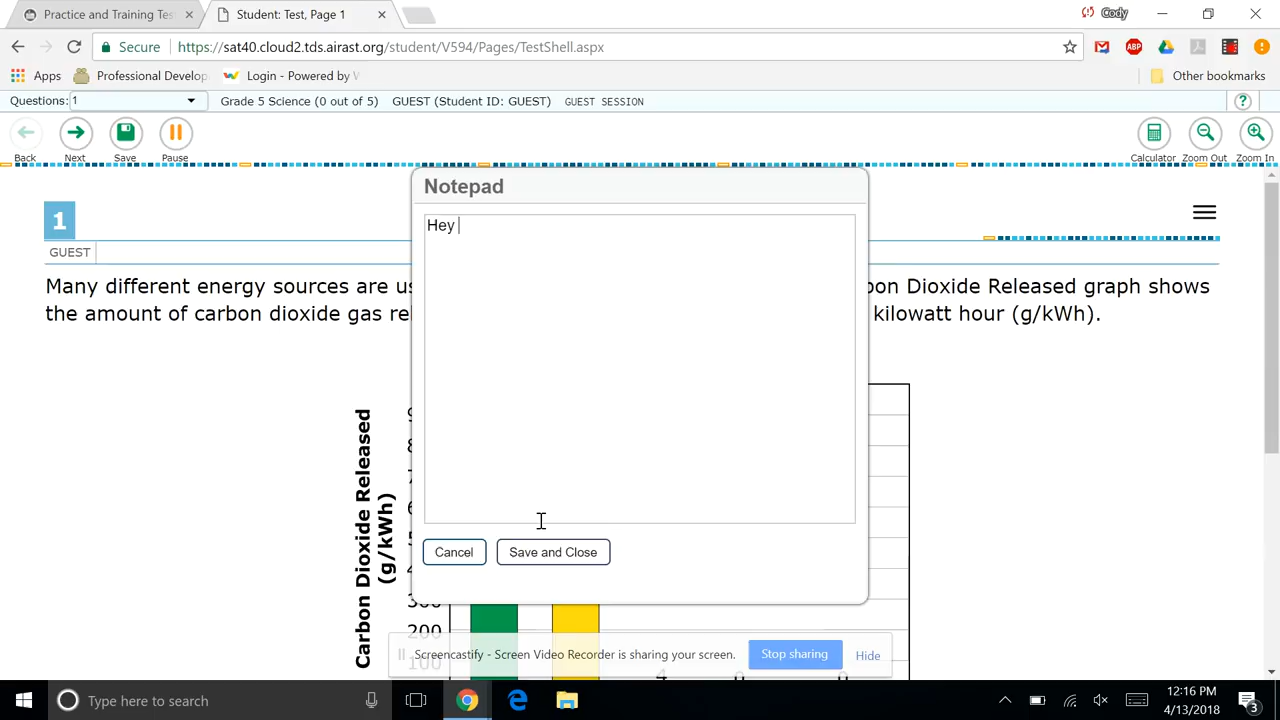 Practice and Training Tes
Student: Test, Page 1
Cody
Secure
https://sat40.cloud2.tds.airast.org/student/V594/Pages/TestShell.aspx
ABP
Apps
Professional Develop
Login - Powered by
Other bookmarks
Questions: 1
Grade 5 Science (0 out of 5)
GUEST (Student ID: GUEST)
GUEST SESSION
?
Back
Next
Save
Pause
Calculator
Zoom Out
Zoom In
Notepad
Hey
1
GUEST
Many different energy sources are us
bon Dioxide Released graph shows
the amount of carbon dioxide gas re
kilowatt hour (g/kWh).
Carbon Dioxide Released
(g/kWh)
Cancel
Save and Close
300
200
100
Screencastify - Screen Video Recorder is sharing your screen.
Stop sharing
Hide
Type here to search
12:16 PM
4/13/2018
3